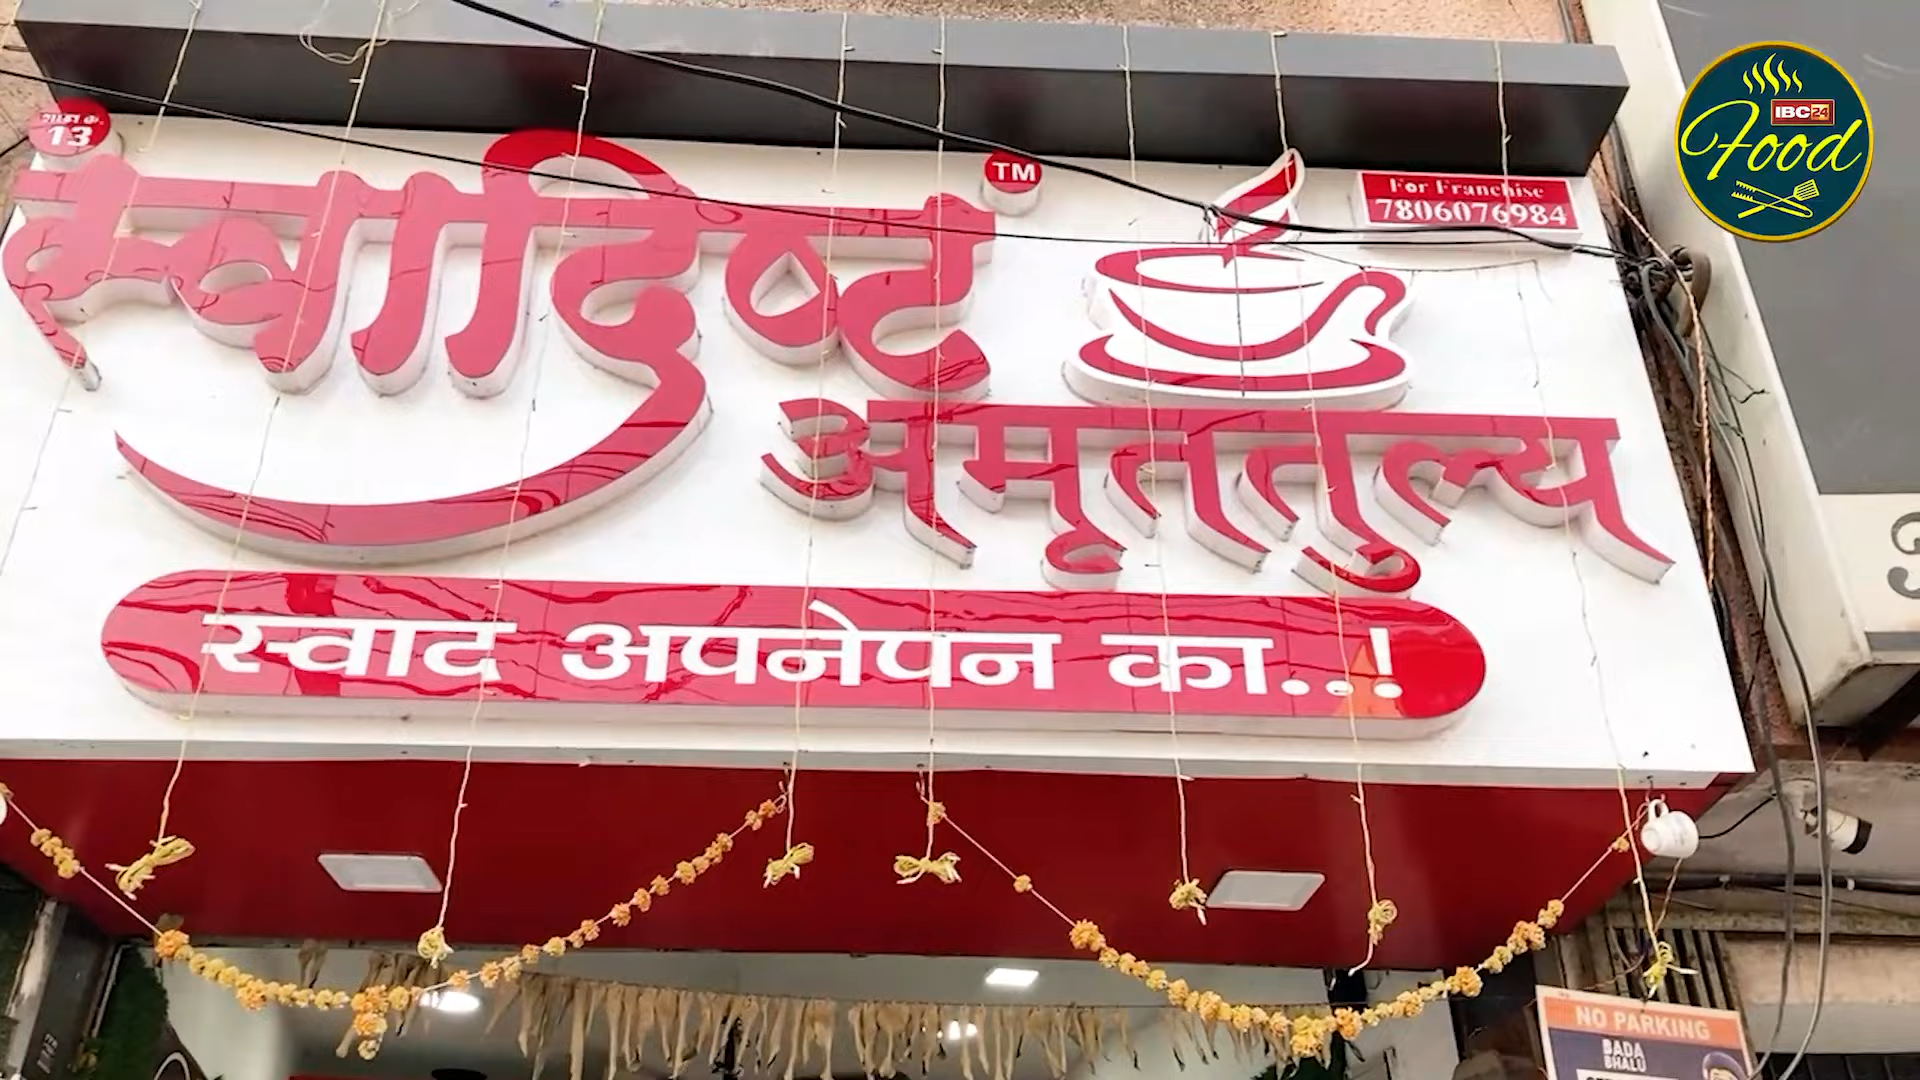 शाखा क्र.
13
स्वादिष्ट
TM
For Franchise
7806076984
अमृततुल्य
स्वाद अपनेपन का...!
IBC24
Food
NO PARKING
BADA
BHALU